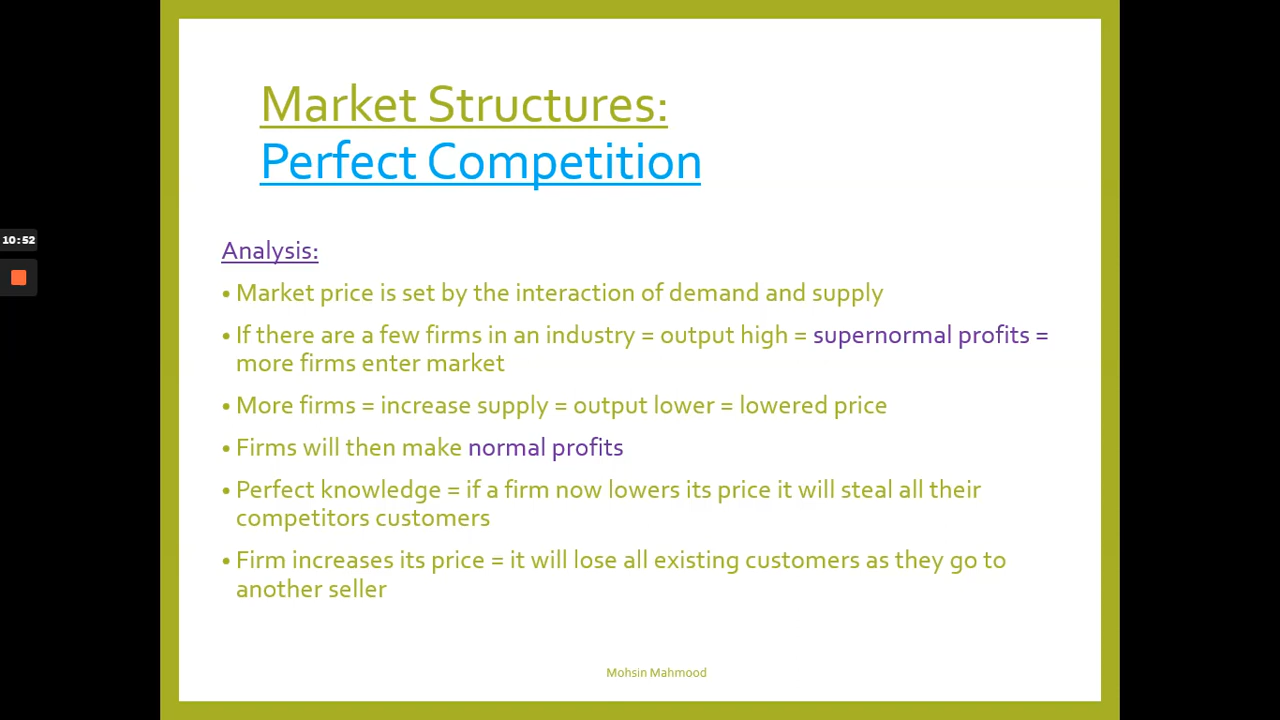 Market Structures:
Perfect Competition
10:52
Analysis:
• Market price is set by the interaction of demand and supply
• If there are a few firms in an industry = output high = supernormal profits =
more firms enter market
• More firms = increase supply = output lower = lowered price
• Firms will then make normal profits
• Perfect knowledge = if a firm now lowers its price it will steal all their
competitors customers
• Firm increases its price = it will lose all existing customers as they go to
another seller
Mohsin Mahmood